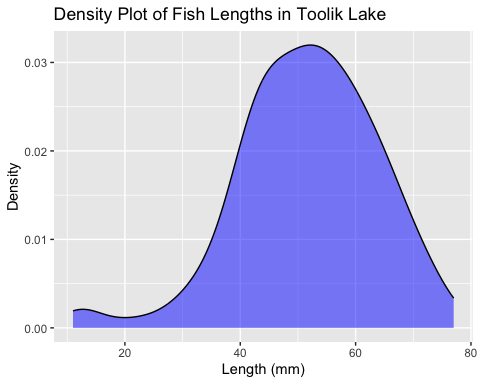 Density Plot of Fish Lengths in Toolik Lake
0.03
0.02
0.01
0.00
Density
20 40 60 80
Length (mm)